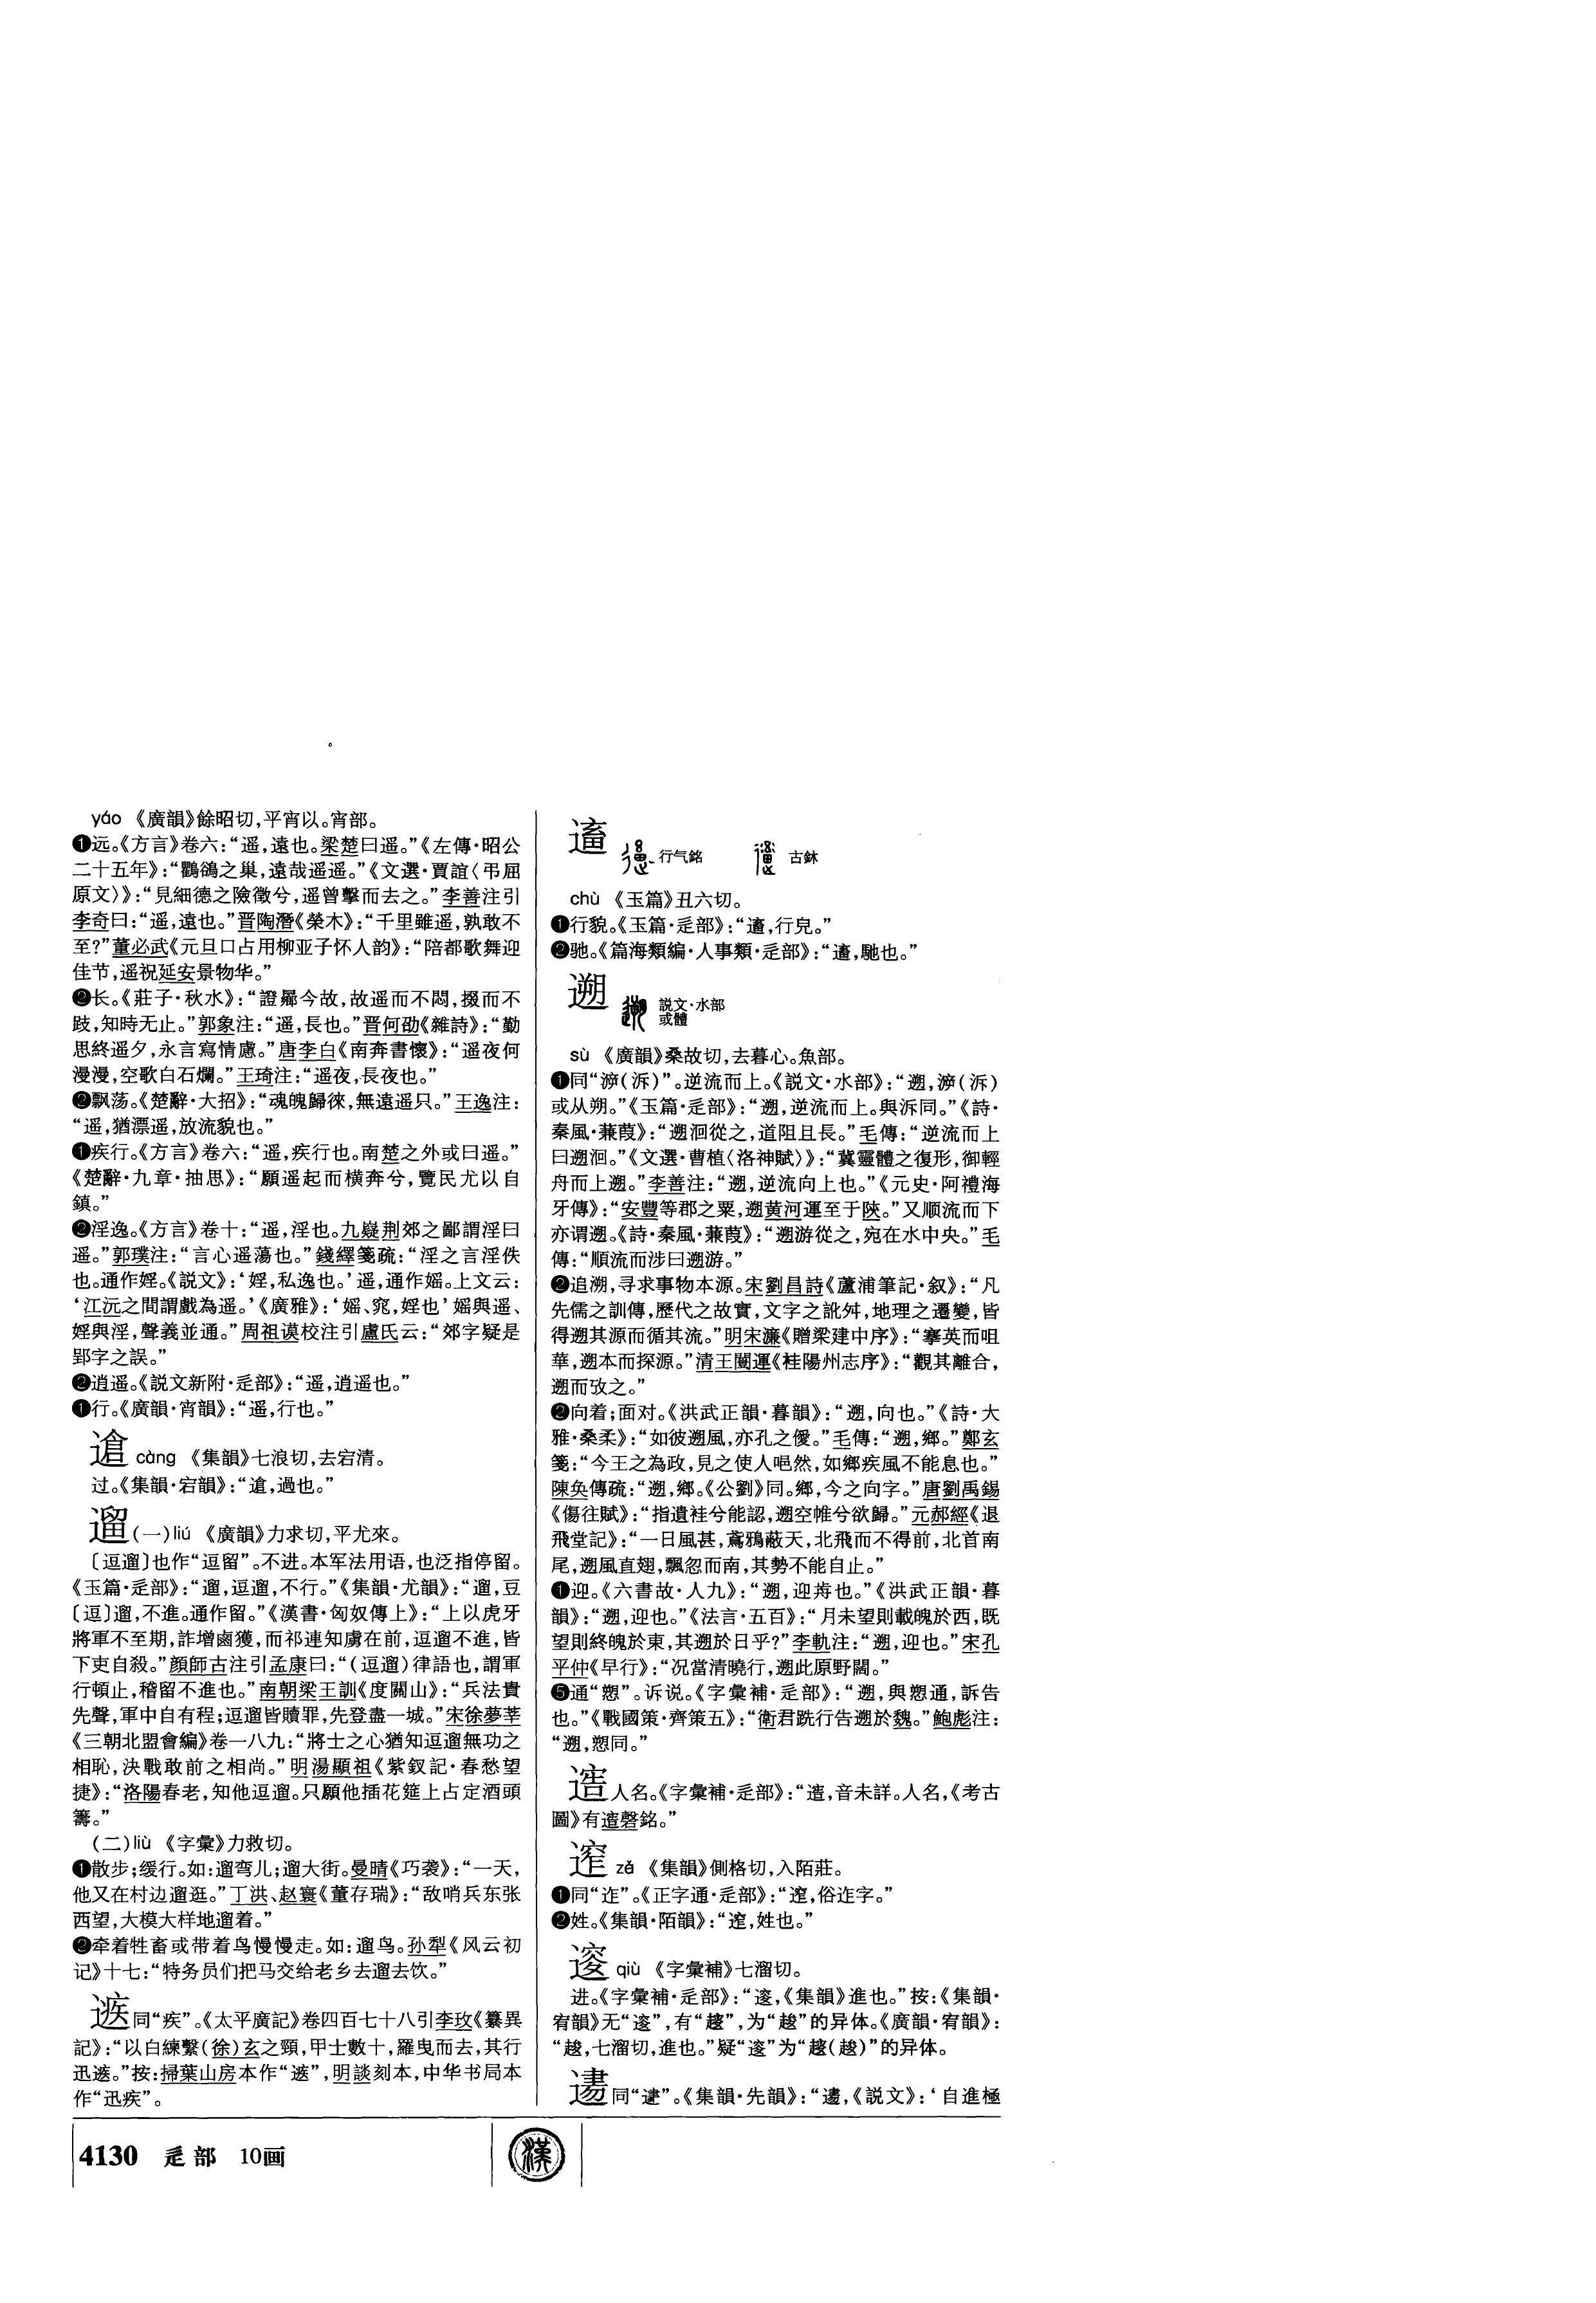 yáo 《廣韻》餘昭切,平宵以。宵部。
❶远。《方言》卷六:“遥,遠也。梁楚曰遥。”《左傳·昭公
二十五年》:“鸜鵒之巢,遠哉遥遥。”《文選·賈誼〈弔屈
原文〉》:“見細德之險徵兮,遥曾擊而去之。”李善注引
李奇曰:“遥,遠也。”晋陶潛《榮木》:“千里雖遥,孰敢不
至?”董必武《元旦口占用柳亚子怀人韵》:“陪都歌舞迎
佳节,遥祝延安景物华。”
❷长。《莊子·秋水》:“證曏今故,故遥而不悶,掇而不
跂,知時无止。”郭象注:“遥,長也。”晋何劭《雜詩》:“勤
思終遥夕,永言寫情慮。”唐李白《南奔書懷》:“遥夜何
漫漫,空歌白石爛。”王琦注:“遥夜,長夜也。”
❷飘荡。《楚辭·大招》:“魂魄歸徠,無遠遥只。”王逸注:
“遥,猶漂遥,放流貌也。”
❶疾行。《方言》卷六:“遥,疾行也。南楚之外或曰遥。”
《楚辭·九章·抽思》:“願遥起而横奔兮,覽民尤以自
鎮。”
❷淫逸。《方言》卷十:“遥,淫也。九嶷荆郊之鄙謂淫曰
遥。”郭璞注:“言心遥蕩也。”錢繹箋疏:“淫之言淫佚
也。通作婬。《説文》:‘婬,私逸也。’遥,通作媱。上文云:
‘江沅之間謂戲為遥。’《廣雅》:‘媱、窕,婬也’媱與遥、
婬與淫,聲義並通。”周祖谟校注引盧氏云:“郊字疑是
郢字之誤。”
❷逍遥。《説文新附·辵部》:“遥,逍遥也。”
❶行。《廣韻·宵韻》:“遥,行也。”
𨖏 càng 《集韻》七浪切,去宕清。
过。《集韻·宕韻》:“𨖏,過也。”
遛(一)liú 《廣韻》力求切,平尤來。
〔逗遛〕也作“逗留”。不进。本军法用语,也泛指停留。
《玉篇·辵部》:“遛,逗遛,不行。”《集韻·尤韻》:“遛,豆
〔逗〕遛,不進。通作留。”《漢書·匈奴傳上》:“上以虎牙
將軍不至期,詐增鹵獲,而祁連知虜在前,逗遛不進,皆
下吏自殺。”顔師古注引孟康曰:“(逗遛)律語也,謂軍
行頓止,稽留不進也。”南朝梁王訓《度關山》:“兵法貴
先聲,軍中自有程;逗遛皆贖罪,先登盡一城。”宋徐夢莘
《三朝北盟會編》卷一八九:“將士之心猶知逗遛無功之
相恥,決戰敢前之相尚。”明湯顯祖《紫釵記·春愁望
捷》:“洛陽春老,知他逗遛。只願他插花筵上占定酒頭
籌。”
(二)liù 《字彙》力救切。
❶散步;缓行。如:遛弯儿;遛大街。曼晴《巧袭》:“一天,
他又在村边遛逛。”丁洪、赵寰《董存瑞》:“敌哨兵东张
西望,大模大样地遛着。”
❷牵着牲畜或带着鸟慢慢走。如:遛鸟。孙犁《风云初
记》十七:“特务员们把马交给老乡去遛去饮。”
同“疾”。《太平廣記》卷四百七十八引李玫《纂異
記》:“以白練繫(徐)玄之頸,甲士數十,羅曳而去,其行
迅。”按:掃葉山房本作“”,明談刻本,中华书局本
作“迅疾”。
4130 辵部 10画
漢
遚 行气銘 古鉢
chù 《玉篇》丑六切。
❶行貌。《玉篇·辵部》:“遚,行皃。”
❷驰。《篇海類編·人事類·辵部》:“遚,馳也。”
遡 説文·水部
或體
sù 《廣韻》桑故切,去暮心。魚部。
❶同“㴑(泝)”。逆流而上。《説文·水部》:“遡,㴑(泝)
或从朔。”《玉篇·辵部》:“遡,逆流而上。與泝同。”《詩·
秦風·蒹葭》:“遡洄從之,道阻且長。”毛傳:“逆流而上
曰遡洄。”《文選·曹植〈洛神賦〉》:“冀靈體之復形,御輕
舟而上遡。”李善注:“遡,逆流向上也。”《元史·阿禮海
牙傳》:“安豐等郡之粟,遡黄河運至于陝。”又顺流而下
亦谓遡。《詩·秦風·蒹葭》:“遡游從之,宛在水中央。”毛
傳:“順流而涉曰遡游。”
❷追溯,寻求事物本源。宋劉昌詩《蘆浦筆記·叙》:“凡
先儒之訓傳,歷代之故實,文字之訛舛,地理之遷變,皆
得遡其源而循其流。”明宋濂《贈梁建中序》:“搴英而咀
華,遡本而探源。”清王闓運《桂陽州志序》:“觀其離合,
遡而攷之。”
❷向着;面对。《洪武正韻·暮韻》:“遡,向也。”《詩·大
雅·桑柔》:“如彼遡風,亦孔之僾。”毛傳:“遡,鄉。”鄭玄
箋:“今王之為政,見之使人唈然,如鄉疾風不能息也。”
陳奂傳疏:“遡,鄉。《公劉》同。鄉,今之向字。”唐劉禹錫
《傷往賦》:“指遺袿兮能認,遡空帷兮欲歸。”元郝經《退
飛堂記》:“一日風甚,鳶鴉蔽天,北飛而不得前,北首南
尾,遡風直翅,飄忽而南,其勢不能自止。”
❶迎。《六書故·人九》:“遡,迎也。”《洪武正韻·暮
韻》:“遡,迎也。”《法言·五百》:“月未望則載魄於西,既
望則終魄於東,其遡於日乎?”李軌注:“遡,迎也。”宋孔
平仲《早行》:“况當清曉行,遡此原野闊。”
❺通“愬”。诉说。《字彙補·辵部》:“遡,與愬通,訴告
也。”《戰國策·齊策五》:“衛君跣行告遡於魏。”鮑彪注:
“遡,愬同。”
人名。《字彙補·辵部》:“,音未詳。人名,《考古
圖》有磬銘。”
zǎ 《集韻》側格切,入陌莊。
❶同“迮”。《正字通·辵部》:“,俗迮字。”
❷姓。《集韻·陌韻》:“,姓也。”
qiù 《字彙補》七溜切。
进。《字彙補·辵部》:“,《集韻》進也。”按:《集韻·
宥韻》无“”,有“”,为“”的异体。《廣韻·宥韻》:
“,七溜切,進也。”疑“”为“()”的异体。
同“”。《集韻·先韻》:“,《説文》:‘自進極